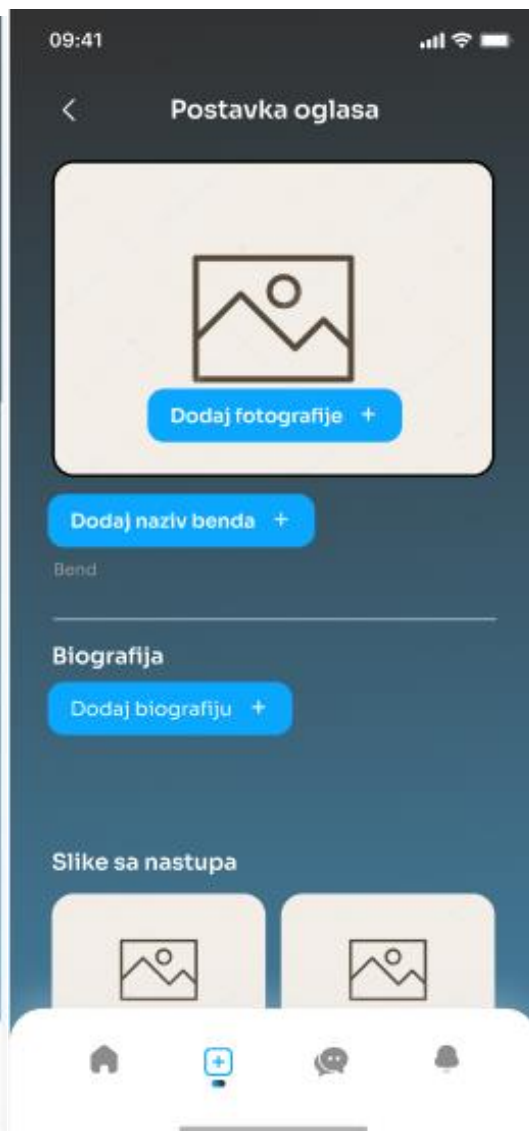 09:41
Postavka oglasa
Dodaj fotografije +
Dodaj naziv benda +
Bend
Biografija
Dodaj biografiju +
Slike sa nastupa